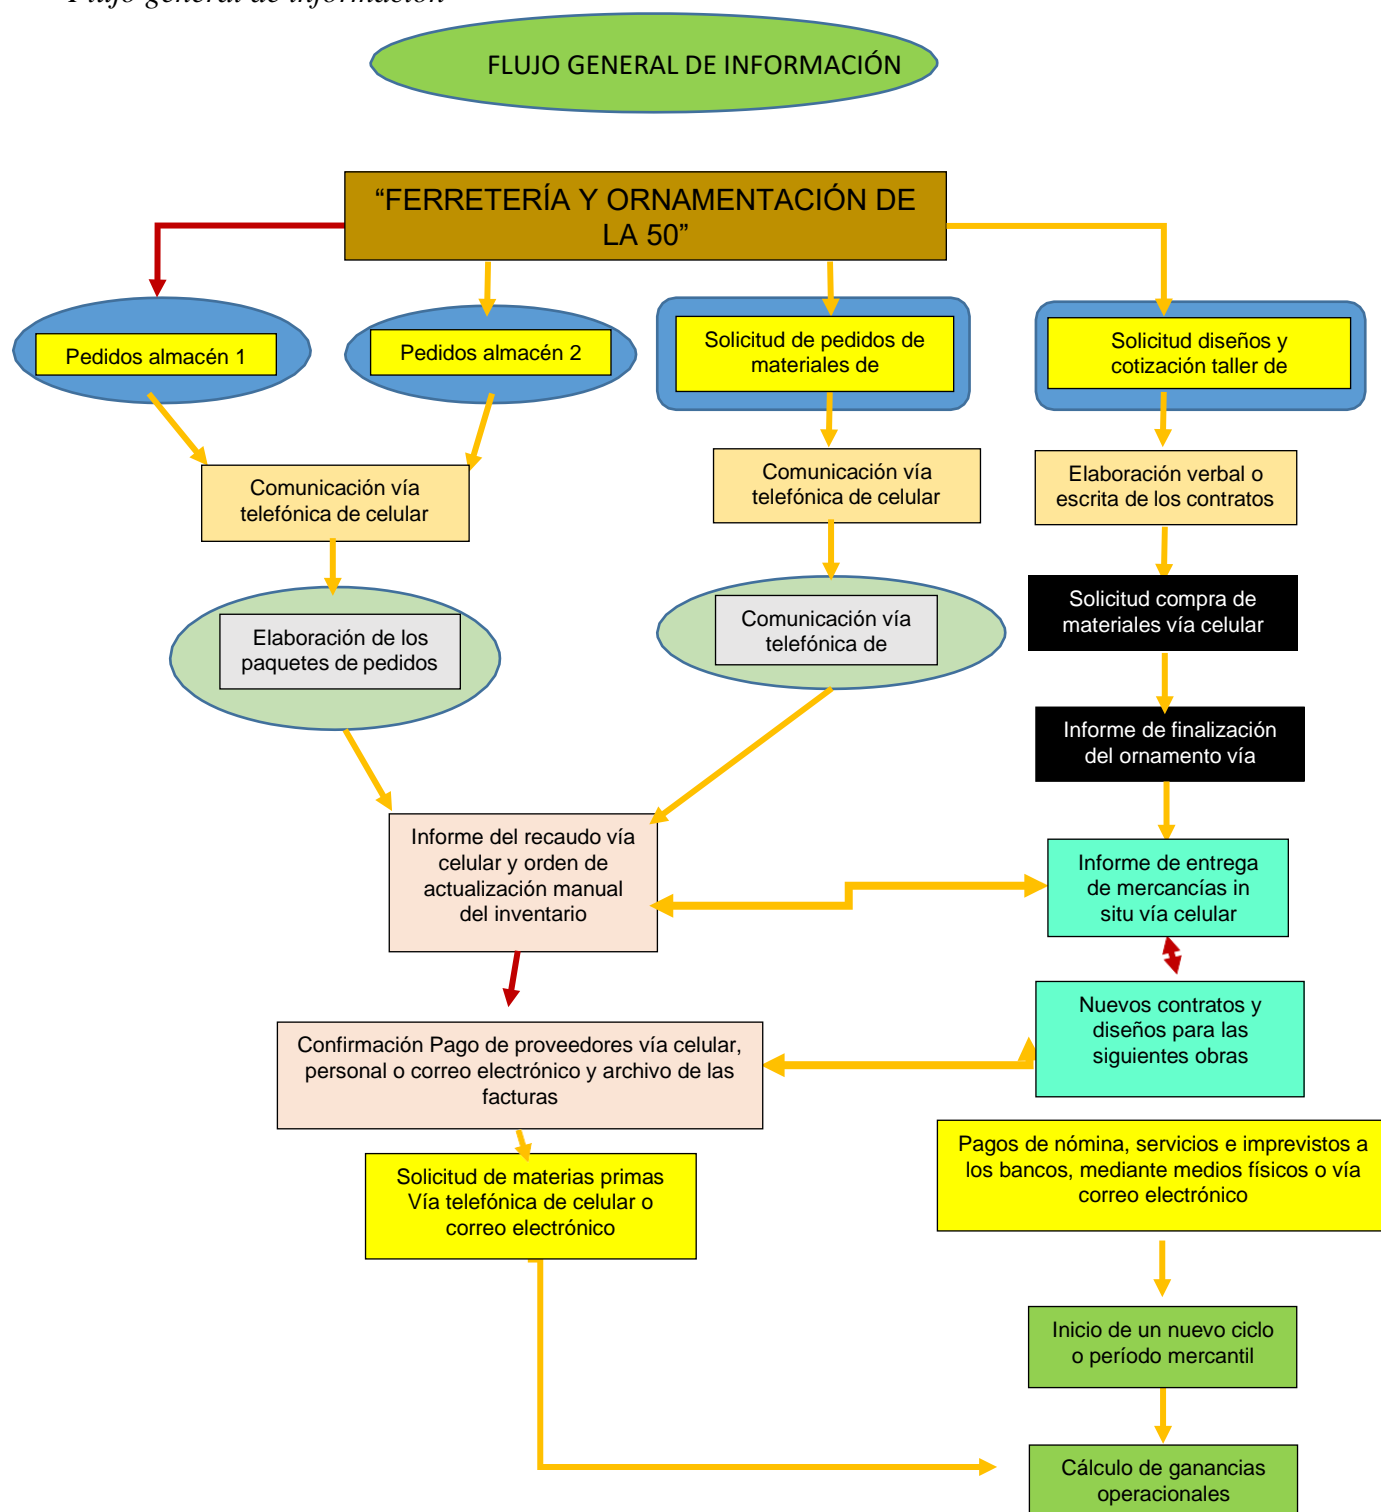 Flujo general de información
FLUJO GENERAL DE INFORMACIÓN
“FERRETERÍA Y ORNAMENTACIÓN DE
LA 50”
Pedidos almacén 1
Pedidos almacén 2
Solicitud de pedidos de
materiales de
Solicitud diseños y
cotización taller de
Comunicación vía
telefónica de celular
Comunicación vía
telefónica de celular
Elaboración verbal o
escrita de los contratos
Elaboración de los
paquetes de pedidos
Comunicación vía
telefónica de
Solicitud compra de
materiales vía celular
Informe de finalización
del ornamento vía
Informe del recaudo vía
celular y orden de
actualización manual
del inventario
Informe de entrega
de mercancías in
situ vía celular
Nuevos contratos y
diseños para las
siguientes obras
Confirmación Pago de proveedores vía celular,
personal o correo electrónico y archivo de las
facturas
Pagos de nómina, servicios e imprevistos a
los bancos, mediante medios físicos o vía
correo electrónico
Solicitud de materias primas
Vía telefónica de celular o
correo electrónico
Inicio de un nuevo ciclo
o período mercantil
Cálculo de ganancias
operacionales